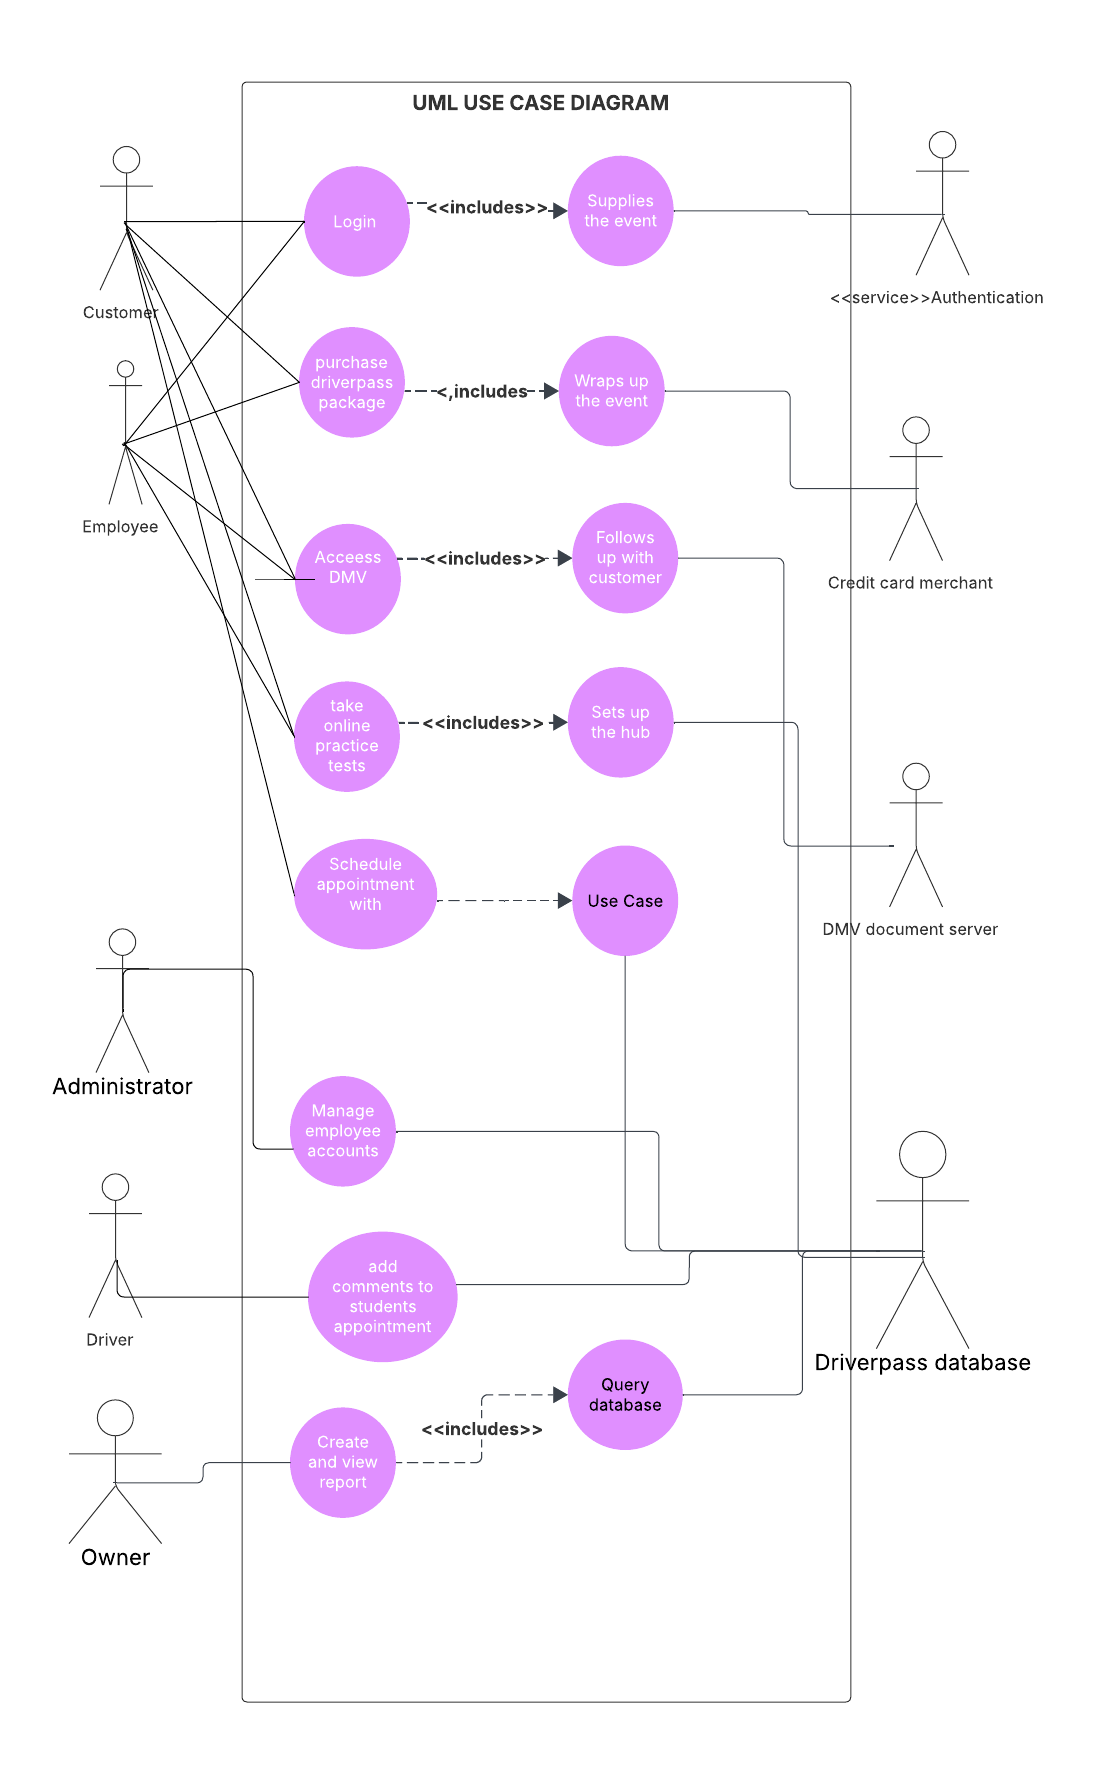 UML USE CASE DIAGRAM
Login
<<includes>>
Supplies
the event
<<service>>Authentication
Customer
purchase
driverpass
package
<,includes
Wraps up
the event
Employee
Acceess
DMV
<<includes>>
Follows
up with
customer
Credit card merchant
take
online
practice
tests
<<includes>>
Sets up
the hub
Schedule
appointment
with
Use Case
DMV document server
Administrator
Manage
employee
accounts
Driver
add
comments to
students
appointment
Driverpass database
Query
database
<<includes>>
Create
and view
report
Owner